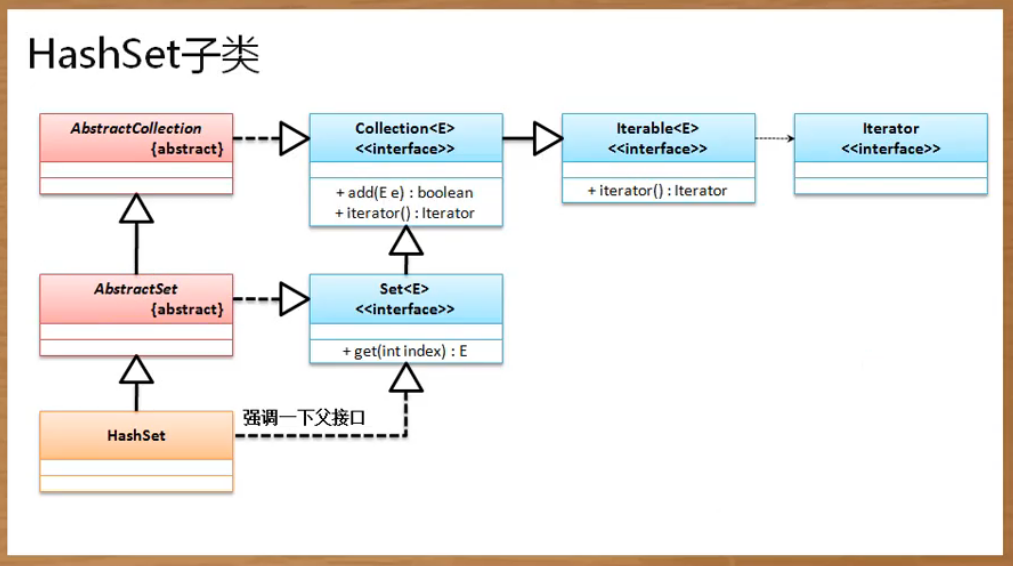 HashSet子类
AbstractCollection
{abstract}
Collection<E>
<<interface>>
+ add(E e) : boolean
+ iterator() : Iterator
Iterable<E>
<<interface>>
+ iterator() : Iterator
Iterator
<<interface>>
AbstractSet
{abstract}
Set<E>
<<interface>>
+ get(int index) : E
HashSet
强调一下父接口